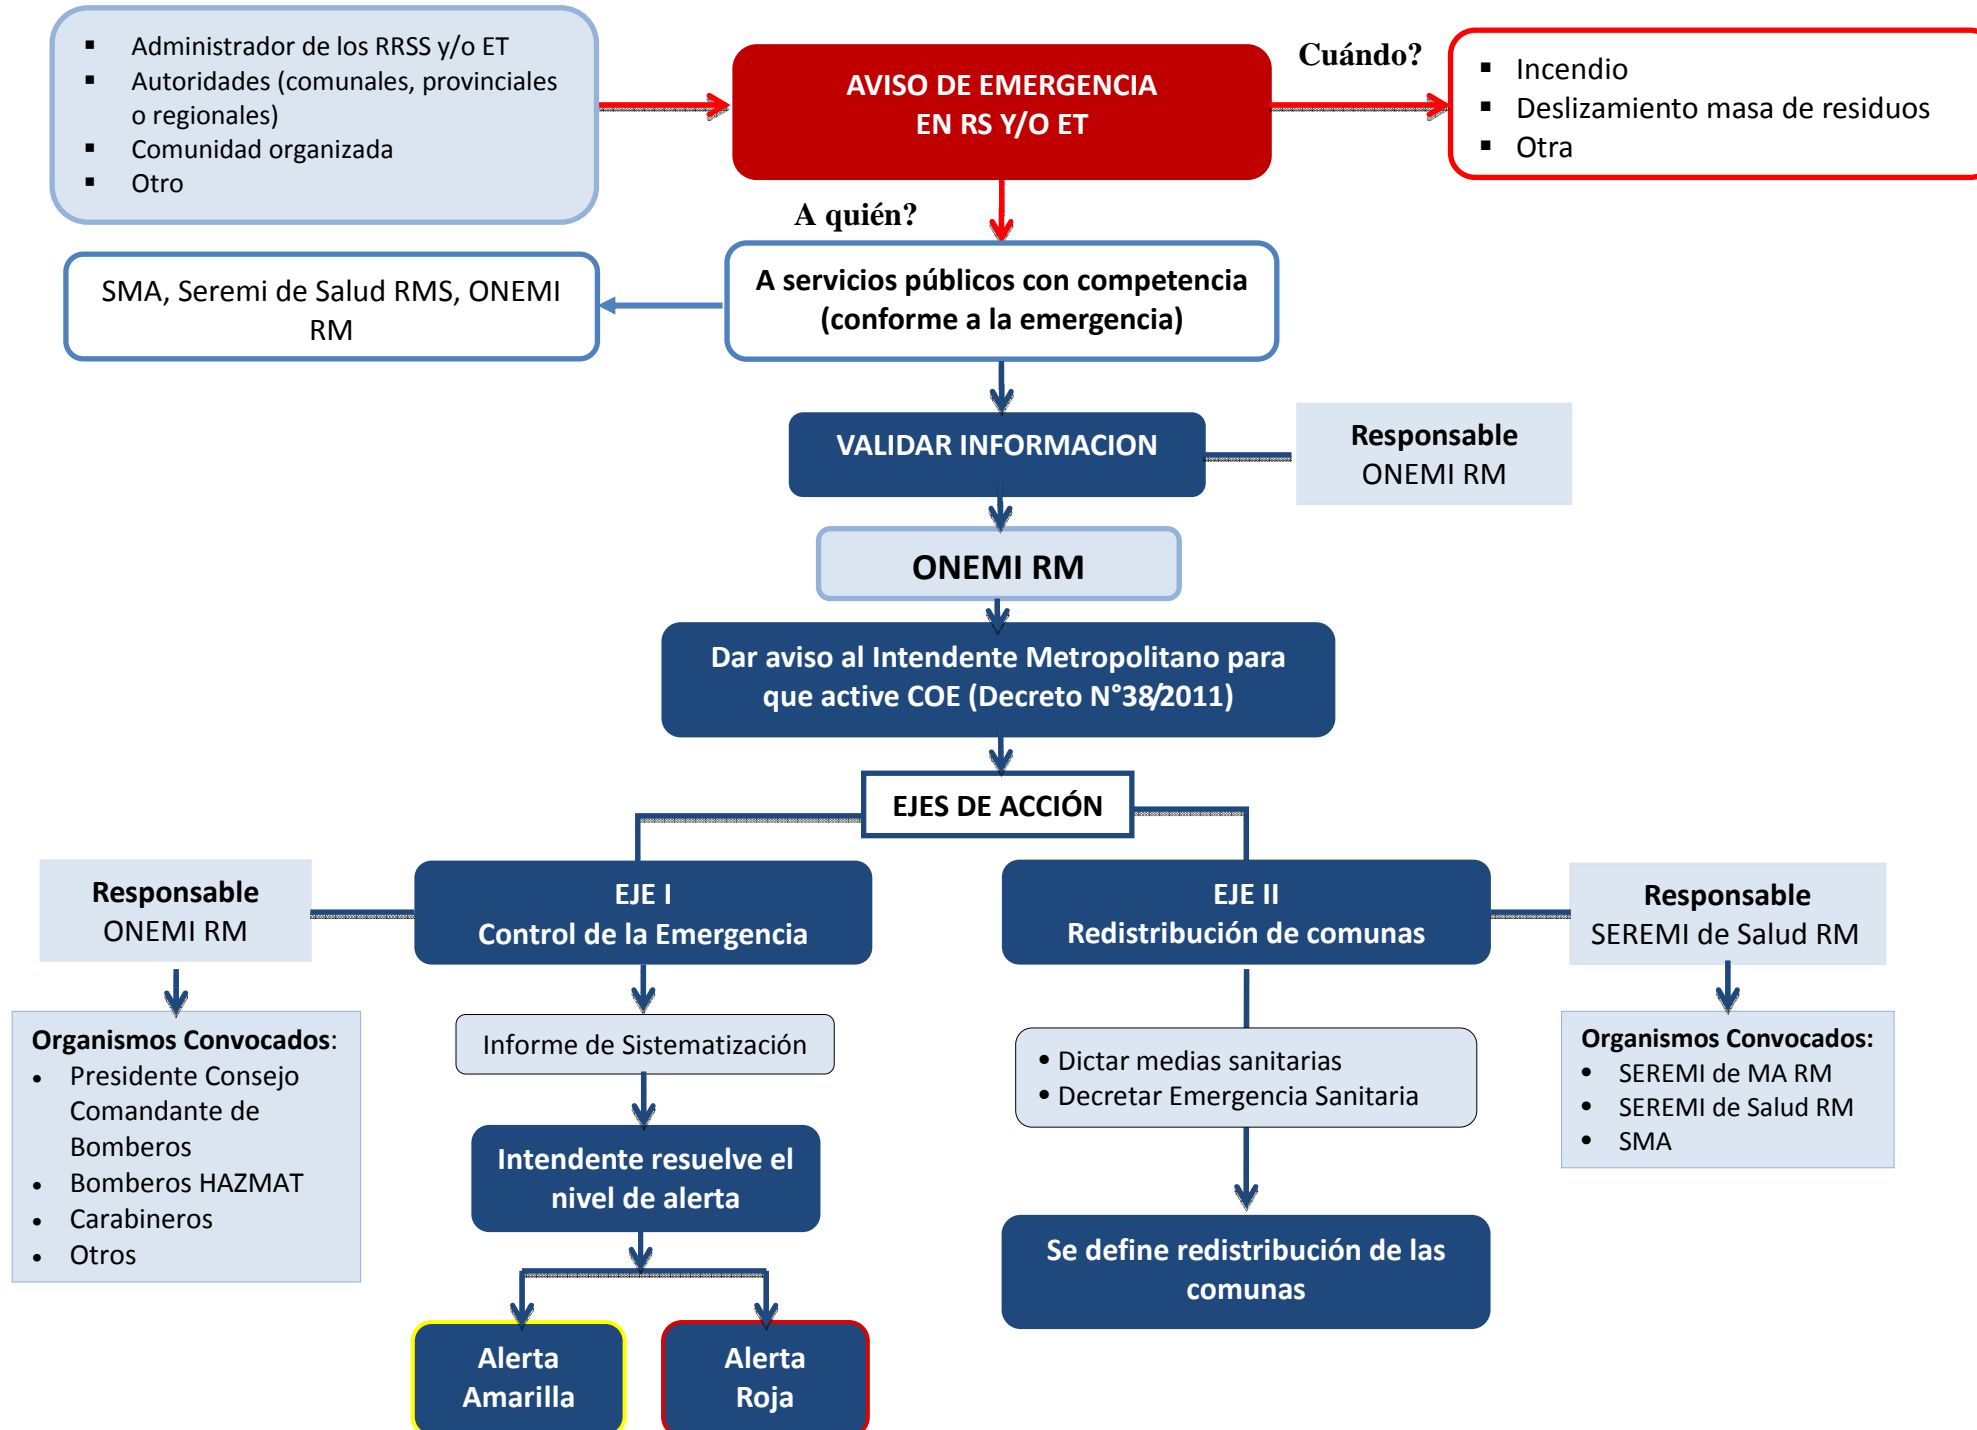 ▪ Administrador de los RRSS y/o ET
▪ Autoridades (comunales, provinciales
o regionales)
▪ Comunidad organizada
▪ Otro
AVISO DE EMERGENCIA
EN RS Y/O ET
Cuándo?
▪ Incendio
▪ Deslizamiento masa de residuos
▪ Otra
A quién?
SMA, Seremi de Salud RMS, ONEMI
RM
A servicios públicos con competencia
(conforme a la emergencia)
VALIDAR INFORMACION
Responsable
ONEMI RM
ONEMI RM
Dar aviso al Intendente Metropolitano para
que active COE (Decreto N°38/2011)
EJES DE ACCIÓN
Responsable
ONEMI RM
EJE I
Control de la Emergencia
EJE II
Redistribución de comunas
Responsable
SEREMI de Salud RM
Organismos Convocados:
• Presidente Consejo
Comandante de
Bomberos
• Bomberos HAZMAT
• Carabineros
• Otros
Informe de Sistematización
• Dictar medias sanitarias
• Decretar Emergencia Sanitaria
Organismos Convocados:
• SEREMI de MA RM
• SEREMI de Salud RM
• SMA
Intendente resuelve el
nivel de alerta
Se define redistribución de las
comunas
Alerta
Amarilla
Alerta
Roja